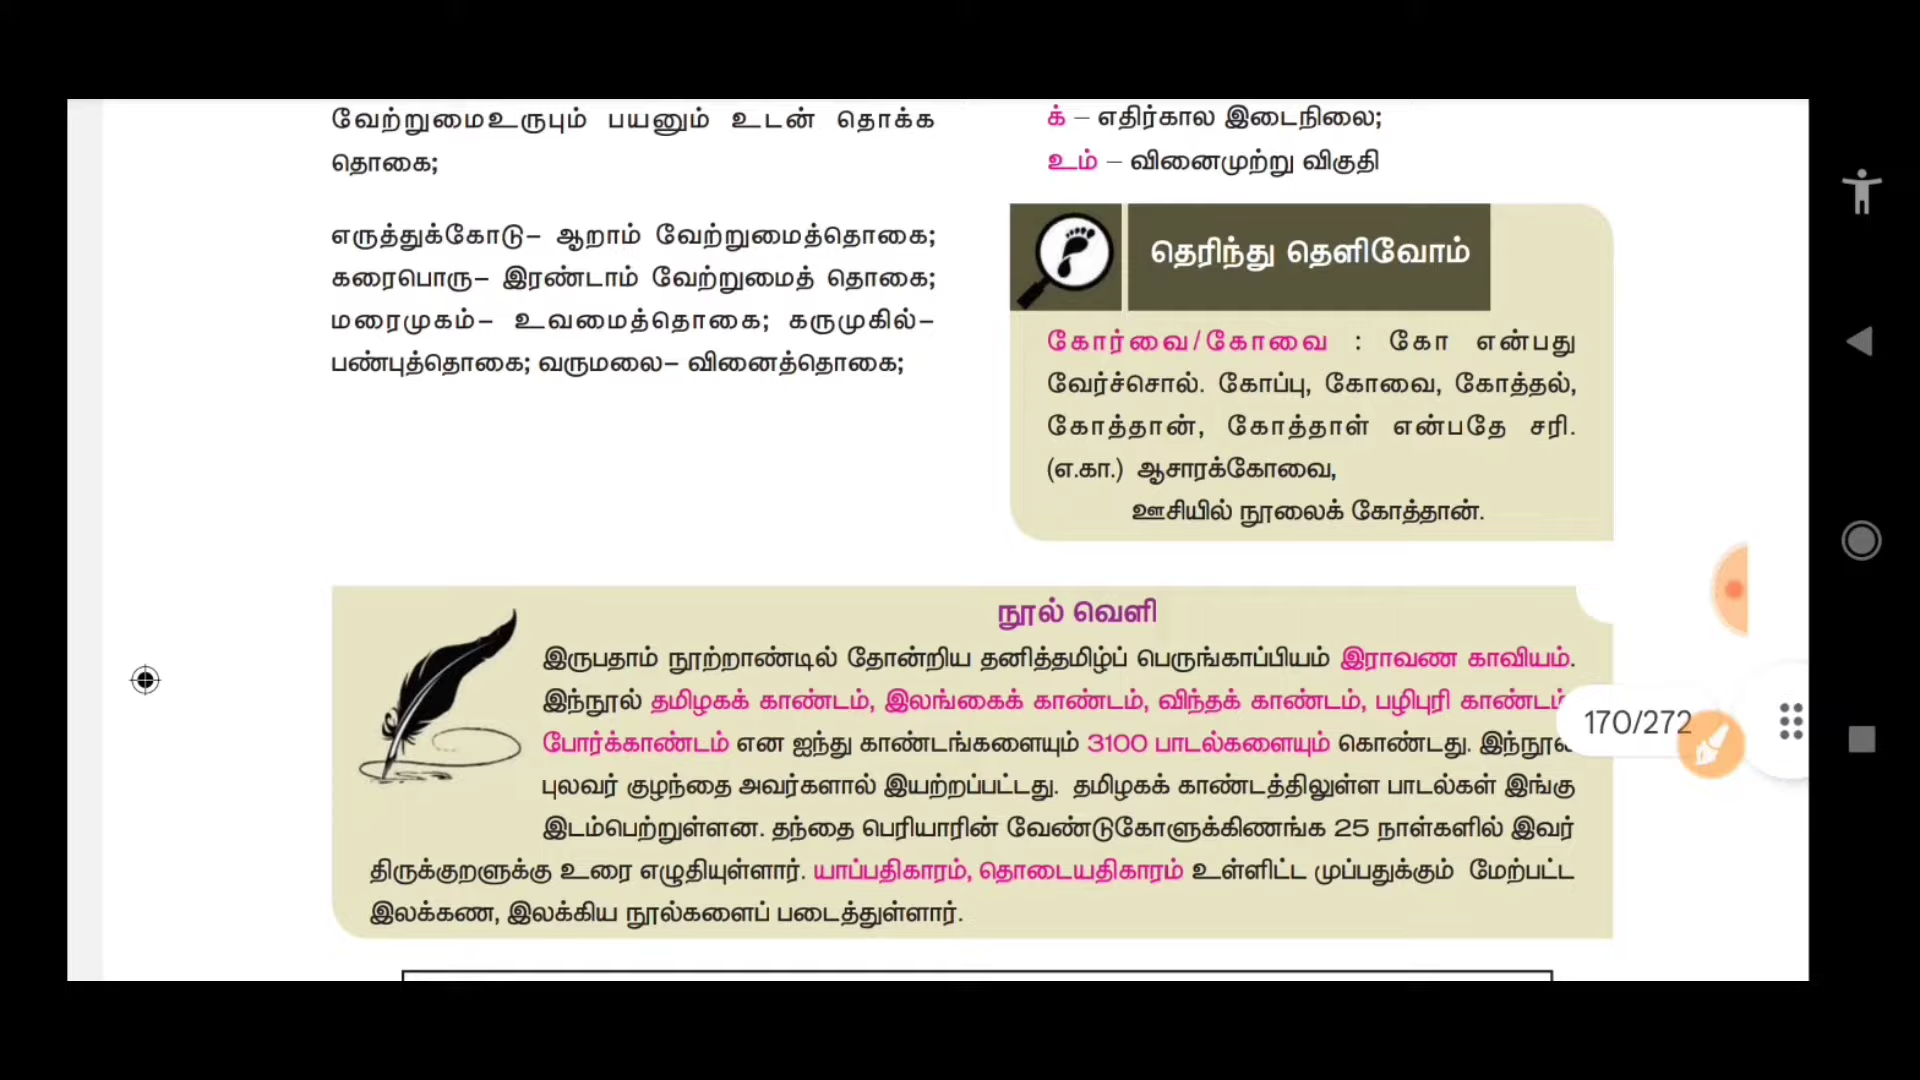 வேற்றுமைஉருபும் பயனும் உடன் தொக்க
தொகை;
எருத்துக்கோடு– ஆறாம் வேற்றுமைத்தொகை;
கரைபொரு– இரண்டாம் வேற்றுமைத் தொகை;
மரைமுகம்– உவமைத்தொகை; கருமுகில்–
பண்புத்தொகை; வருமலை– வினைத்தொகை;
க் – எதிர்கால இடைநிலை;
உம் – வினைமுற்று விகுதி
தெரிந்து தெளிவோம்
கோர்வை/கோவை : கோ என்பது
வேர்ச்சொல். கோப்பு, கோவை, கோத்தல்,
கோத்தான், கோத்தாள் என்பதே சரி.
(எ.கா.) ஆசாரக்கோவை,
ஊசியில் நூலைக் கோத்தான்.
நூல் வெளி
இருபதாம் நூற்றாண்டில் தோன்றிய தனித்தமிழ்ப் பெருங்காப்பியம் இராவண காவியம்.
இந்நூல் தமிழகக் காண்டம், இலங்கைக் காண்டம், விந்தக் காண்டம், பழிபுரி காண்டம்
போர்க்காண்டம் என ஐந்து காண்டங்களையும் 3100 பாடல்களையும் கொண்டது. இந்நூல்
புலவர் குழந்தை அவர்களால் இயற்றப்பட்டது. தமிழகக் காண்டத்திலுள்ள பாடல்கள் இங்கு
இடம்பெற்றுள்ளன. தந்தை பெரியாரின் வேண்டுகோளுக்கிணங்க 25 நாள்களில் இவர்
திருக்குறளுக்கு உரை எழுதியுள்ளார். யாப்பதிகாரம், தொடையதிகாரம் உள்ளிட்ட முப்பதுக்கும் மேற்பட்ட
இலக்கண, இலக்கிய நூல்களைப் படைத்துள்ளார்.
170/272